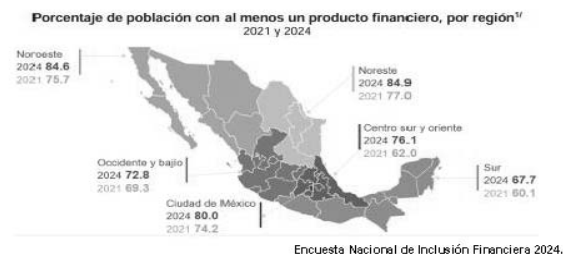 Porcentaje de población con al menos un producto financiero, por región1/
2021 y 2024
Noroeste
2024 84.6
2021 75.7
Noreste
2024 84.9
2021 77.0
Centro sur y oriente
2024 76.1
2021 62.0
Occidente y bajío
2024 72.8
2021 69.3
Sur
2024 67.7
2021 60.1
Ciudad de México
2024 80.0
2021 74.2
Encuesta Nacional de Inclusión Financiera 2024.